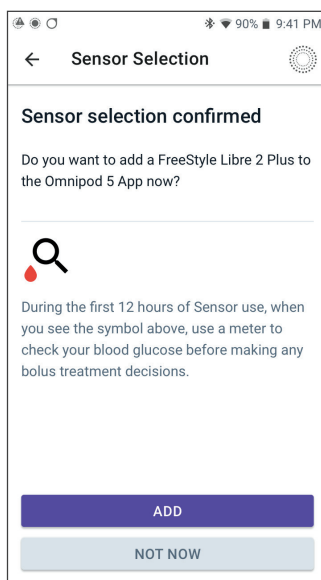 90% 9:41 PM
Sensor Selection
Sensor selection confirmed
Do you want to add a FreeStyle Libre 2 Plus to
the Omnipod 5 App now?
During the first 12 hours of Sensor use, when
you see the symbol above, use a meter to
check your blood glucose before making any
bolus treatment decisions.
ADD
NOT NOW